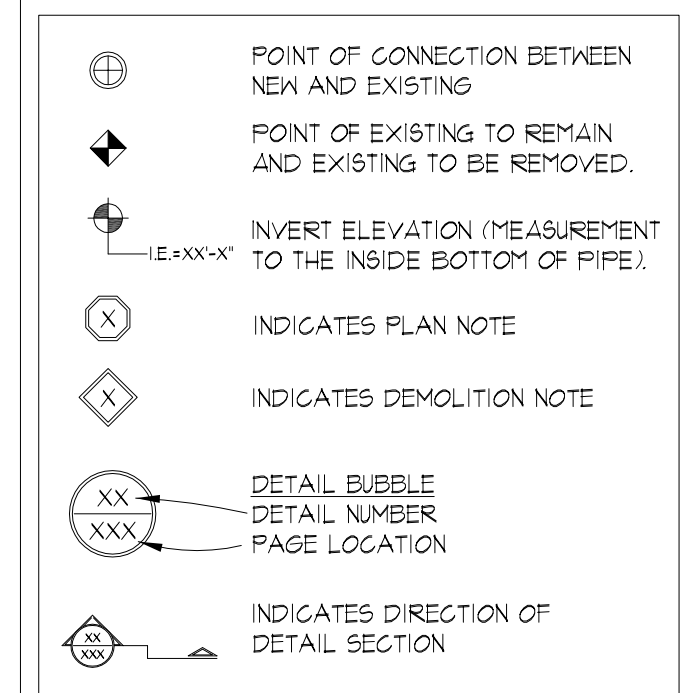 POINT OF CONNECTION BETWEEN
NEW AND EXISTING
POINT OF EXISTING TO REMAIN
AND EXISTING TO BE REMOVED.
I.E.=XX'-X"
INVERT ELEVATION (MEASUREMENT
TO THE INSIDE BOTTOM OF PIPE).
X
INDICATES PLAN NOTE
X
INDICATES DEMOLITION NOTE
XX
XXX
DETAIL BUBBLE
DETAIL NUMBER
PAGE LOCATION
XX
XXX
INDICATES DIRECTION OF
DETAIL SECTION